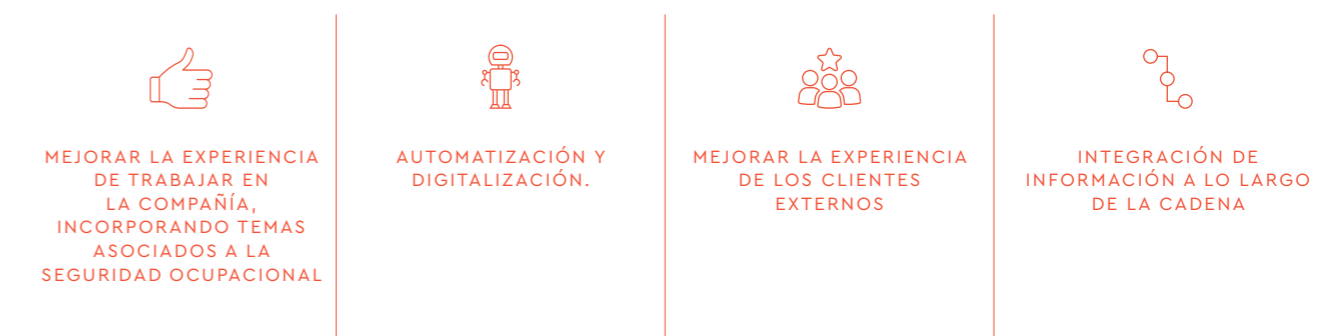 MEJORAR LA EXPERIENCIA
DE TRABAJAR EN
LA COMPAÑÍA,
INCORPORANDO TEMAS
ASOCIADOS A LA
SEGURIDAD OCUPACIONAL
AUTOMATIZACIÓN Y
DIGITALIZACIÓN.
MEJORAR LA EXPERIENCIA
DE LOS CLIENTES
EXTERNOS
INTEGRACIÓN DE
INFORMACIÓN A LO LARGO
DE LA CADENA